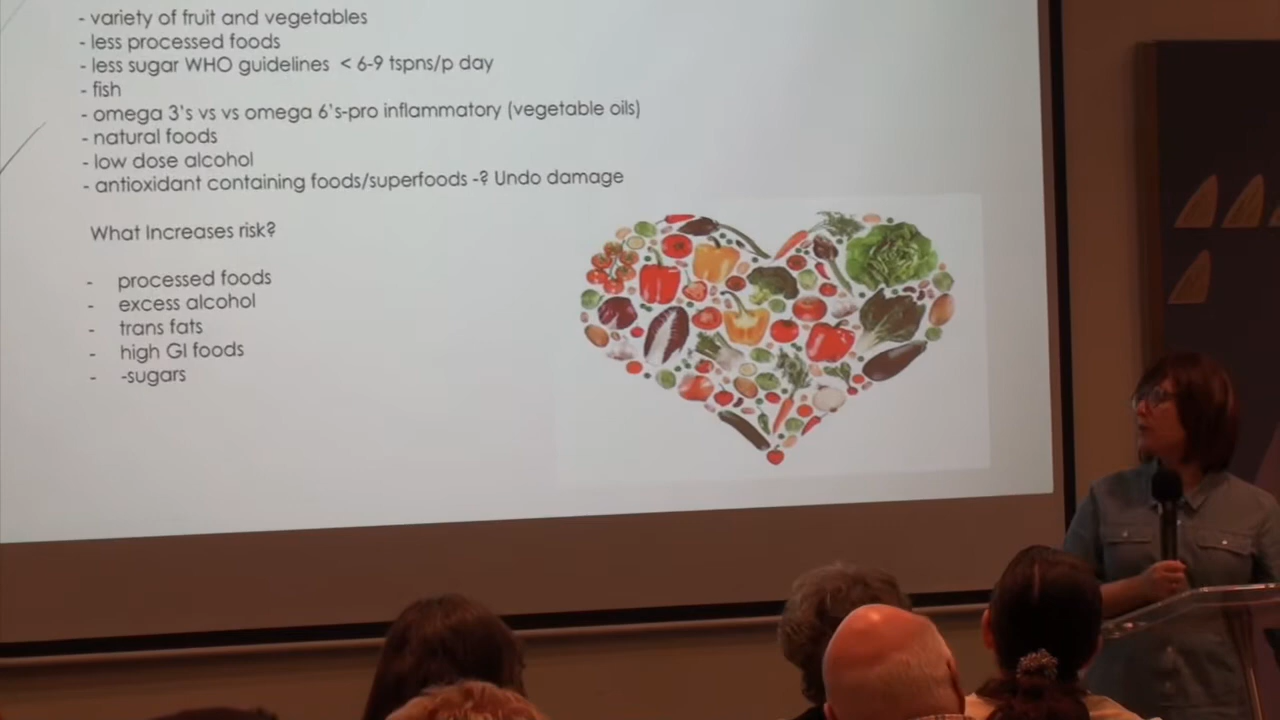 - variety of fruit and vegetables
- less processed foods
- less sugar WHO guidelines < 6-9 tspns/p day
- fish
- omega 3's vs vs omega 6's-pro inflammatory (vegetable oils)
- natural foods
- low dose alcohol
- antioxidant containing foods/superfoods -? Undo damage
What Increases risk?
- processed foods
- excess alcohol
- trans fats
- high GI foods
- -sugars